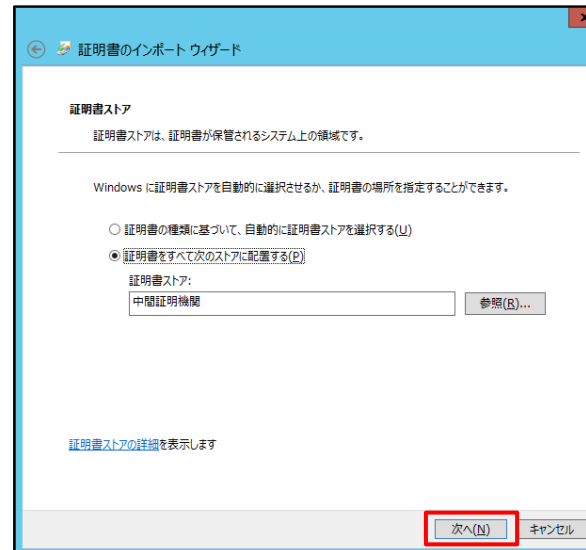 証明書のインポート ウィザード
証明書ストア
証明書ストアは、証明書が保管されるシステム上の領域です。
Windows に証明書ストアを自動的に選択させるか、証明書の場所を指定することができます。
証明書の種類に基づいて、自動的に証明書ストアを選択する(U)
証明書をすべて次のストアに配置する(P)
証明書ストア:
中間証明機関
参照(R)...
証明書ストアの詳細を表示します
次へ(N)
キャンセル